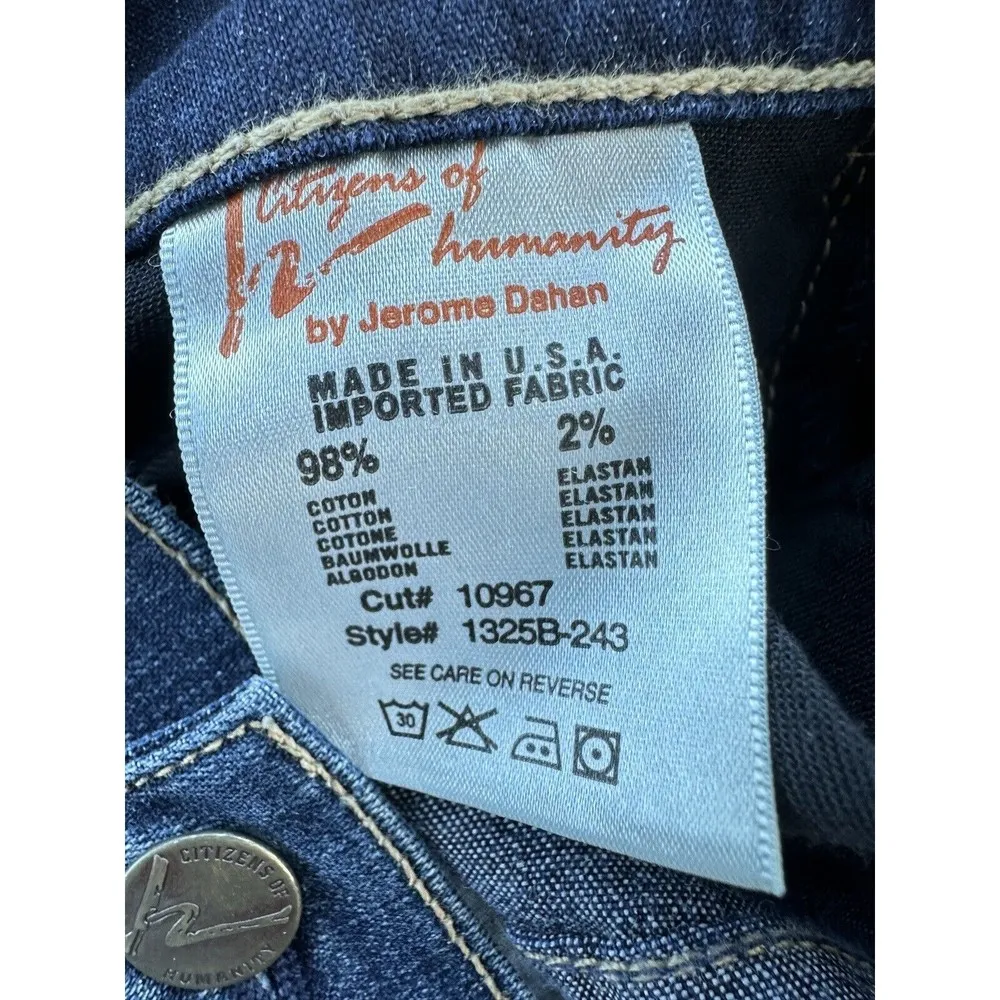 Citizens of
humanity
by Jerome Dahan
MADE IN U.S.A.
IMPORTED FABRIC
98% 2%
COTON ELASTAN
COTTON ELASTAN
COTONE ELASTAN
BAUMWOLLE ELASTAN
ALGODON ELASTAN
Cut# 10967
Style# 1325B-243
SEE CARE ON REVERSE
30
CITIZENS OF
HUMANITY